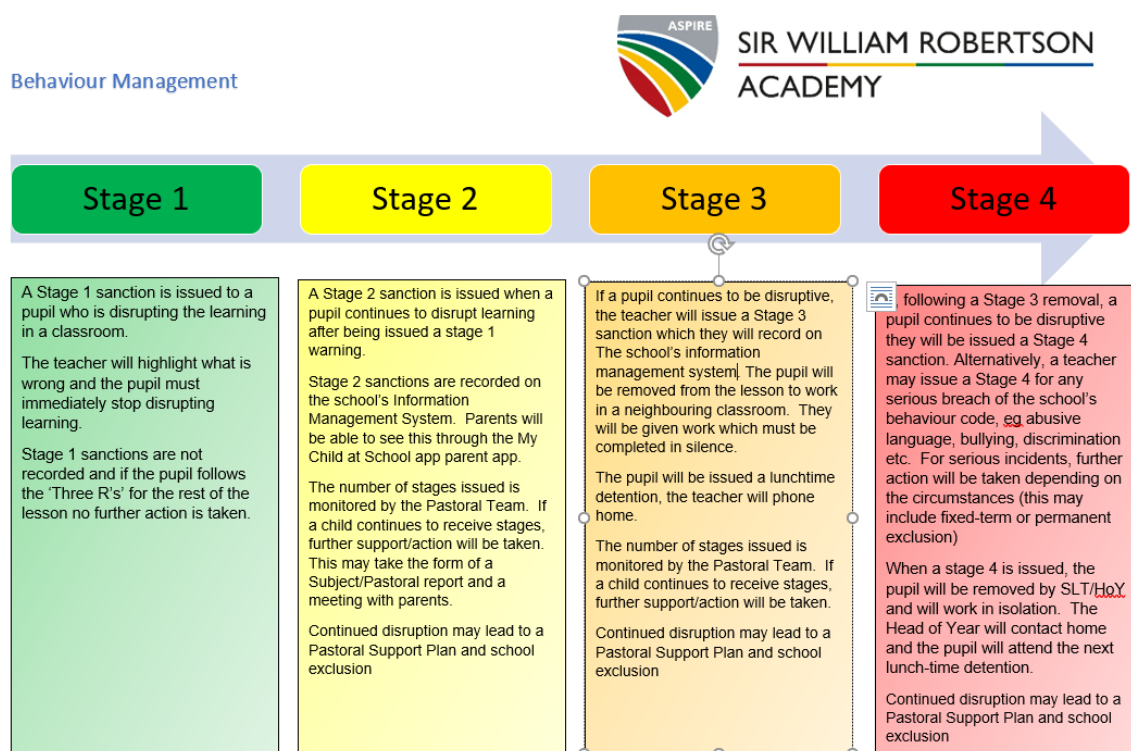 ASPIRE
SIR WILLIAM ROBERTSON
ACADEMY
Behaviour Management
Stage 1
Stage 2
Stage 3
Stage 4
A Stage 1 sanction is issued to a
pupil who is disrupting the learning
in a classroom.
The teacher will highlight what is
wrong and the pupil must
immediately stop disrupting
learning.
Stage 1 sanctions are not
recorded and if the pupil follows
the ‘Three R’s’ for the rest of the
lesson no further action is taken.
A Stage 2 sanction is issued when a
pupil continues to disrupt learning
after being issued a stage 1
warning.
Stage 2 sanctions are recorded on
the school’s Information
Management System. Parents will
be able to see this through the My
Child at School app parent app.
The number of stages issued is
monitored by the Pastoral Team. If
a child continues to receive stages,
further support/action will be taken.
This may take the form of a
Subject/Pastoral report and a
meeting with parents.
Continued disruption may lead to a
Pastoral Support Plan and school
exclusion
If a pupil continues to be disruptive,
the teacher will issue a Stage 3
sanction which they will record on
The school’s information
management system. The pupil will
be removed from the lesson to work
in a neighbouring classroom. They
will be given work which must be
completed in silence.
The pupil will be issued a lunchtime
detention, the teacher will phone
home.
The number of stages issued is
monitored by the Pastoral Team. If
a child continues to receive stages,
further support/action will be taken.
Continued disruption may lead to a
Pastoral Support Plan and school
exclusion
, following a Stage 3 removal, a
pupil continues to be disruptive
they will be issued a Stage 4
sanction. Alternatively, a teacher
may issue a Stage 4 for any
serious breach of the school’s
behaviour code, eg abusive
language, bullying, discrimination
etc. For serious incidents, further
action will be taken depending on
the circumstances (this may
include fixed-term or permanent
exclusion)
When a stage 4 is issued, the
pupil will be removed by SLT/HoY
and will work in isolation. The
Head of Year will contact home
and the pupil will attend the next
lunch-time detention.
Continued disruption may lead to a
Pastoral Support Plan and school
exclusion